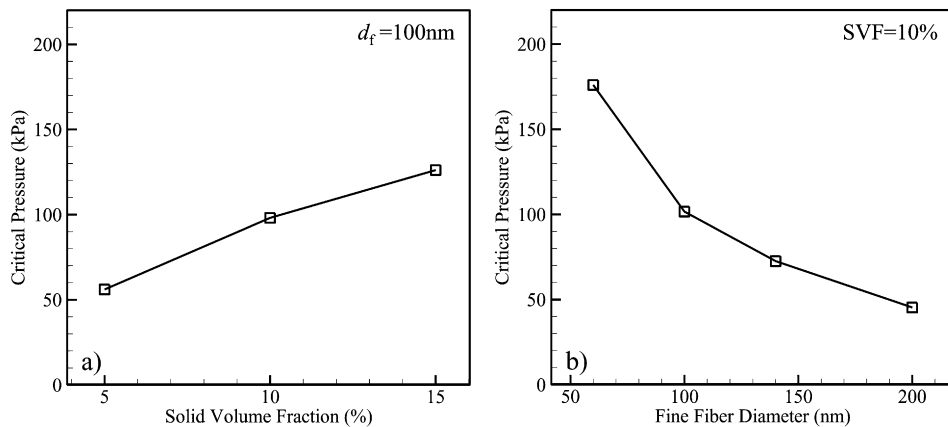 d_f =100nm
200
150
100
50
0
Critical Pressure (kPa)
a)
5
10
15
Solid Volume Fraction (%)
SVF=10%
200
150
100
50
0
Critical Pressure (kPa)
b)
50
100
150
200
Fine Fiber Diameter (nm)